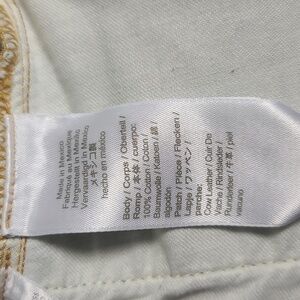 Made in Mexico
Fabriqué au Mexique
Hergestellt in Mexiko
Vervaardigd in Mexico
メキシコ製
hecho en méxico
Body / Corps / Oberteil /
Romp / 本体 / cuerpo:
100% Cotton / Coton /
Baumwolle / Katoen / 綿 /
algodón
Patch / Pièce / Flecken /
Lapje / ワッペン /
perche:
Cow Leather / Cuir De
Vache / Rindsleder /
Runderleer / 牛革 / piel
vacuno